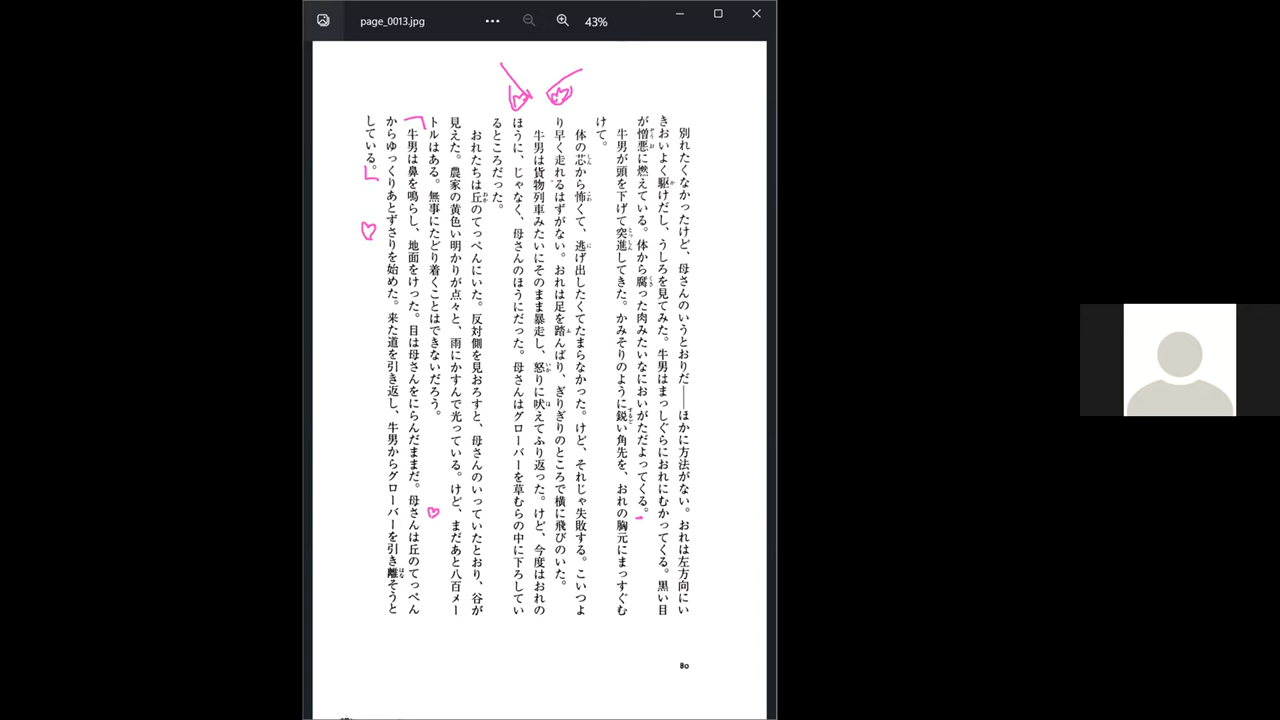 page_0013.jpg
43%
別れたくなかったけど、母さんのいうとおりだ――ほかに方法がない。おれは左方向にい
きおいよく駆けだし、うしろを見てみた。牛男はまっしぐらにおれにむかってくる。黒い目
が憎悪に燃えている。体から腐った肉みたいなにおいがただよってくる。
牛男が頭を下げて突進してきた。かみそりのように鋭い角先を、おれの胸元にまっすぐむ
けて。
体の芯から怖くて、逃げ出したくてたまらなかった。けど、それじゃ失敗する。こいつよ
り早く走れるはずがない。おれは足を踏んばり、ぎりぎりのところで横に飛びのいた。
牛男は貨物列車みたいにそのまま暴走し、怒りに吠えてふり返った。けど、今度はおれの
ほうに、じゃなく、母さんのほうにだった。母さんはグローバーを草むらの中に下ろしてい
るところだった。
おれたちは丘のてっぺんにいた。反対側を見おろすと、母さんのいっていたとおり、谷が
見えた。農家の黄色い明かりが点々と、雨にかすんで光っている。けど、まだあと八百メー
トルはある。無事にたどり着くことはできないだろう。
牛男は鼻を鳴らし、地面をけった。目は母さんをにらんだままだ。母さんは丘のてっぺん
からゆっくりあとずさりを始めた。来た道を引き返し、牛男からグローバーを引き離そうと
している。
80